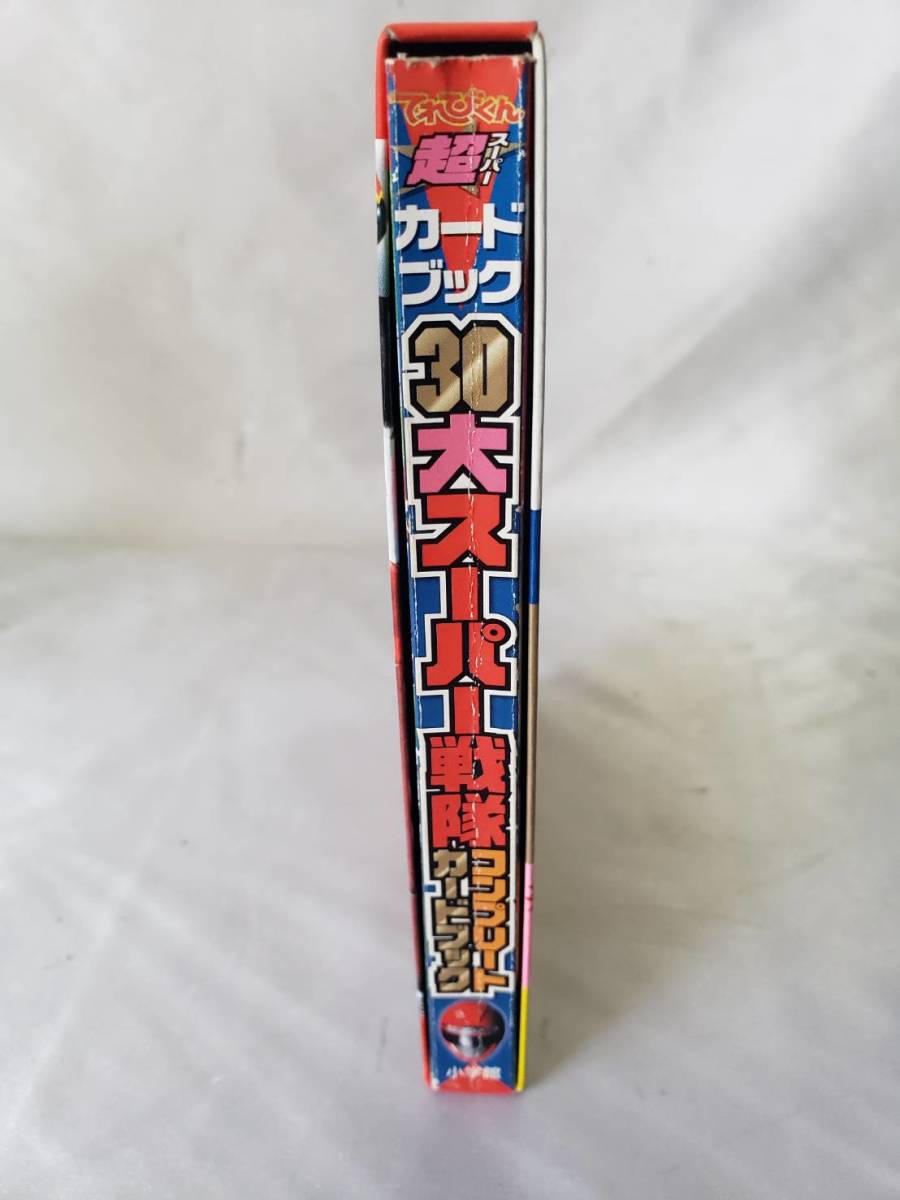 てれびくん
超
スーパー
カード
ブック
30大スーパー戦隊
コンプリート
カードブック
小学館